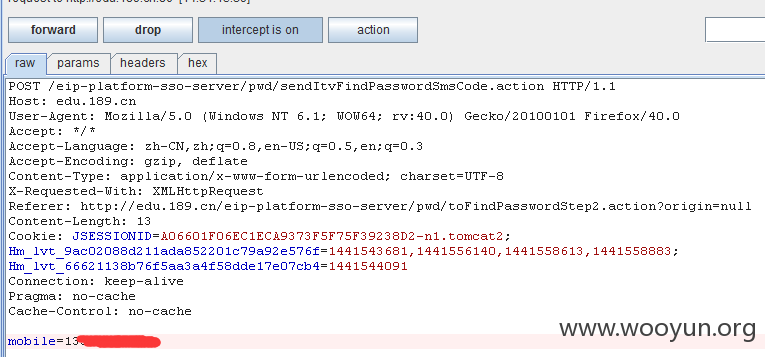 forward
drop
intercept is on
action
raw
params
headers
hex
POST /eip-platform-sso-server/pwd/sendItvFindPasswordSmsCode.action HTTP/1.1
Host: edu.189.cn
User-Agent: Mozilla/5.0 (Windows NT 6.1; WOW64; rv:40.0) Gecko/20100101 Firefox/40.0
Accept: */*
Accept-Language: zh-CN,zh;q=0.8,en-US;q=0.5,en;q=0.3
Accept-Encoding: gzip, deflate
Content-Type: application/x-www-form-urlencoded; charset=UTF-8
X-Requested-With: XMLHttpRequest
Referer: http://edu.189.cn/eip-platform-sso-server/pwd/toFindPasswordStep2.action?origin=null
Content-Length: 13
Cookie: JSESSIONID=A06601F06EC1ECA9373F5F75F39238D2-n1.tomcat2;
Hm_lvt_9ac02088d211ada852201c79a92e576f=1441543681,1441556140,1441558613,1441558883;
Hm_lvt_66621138b76f5aa3a4f58dde17e07cb4=1441544091
Connection: keep-alive
Pragma: no-cache
Cache-Control: no-cache
mobile=13
www.wooyun.org